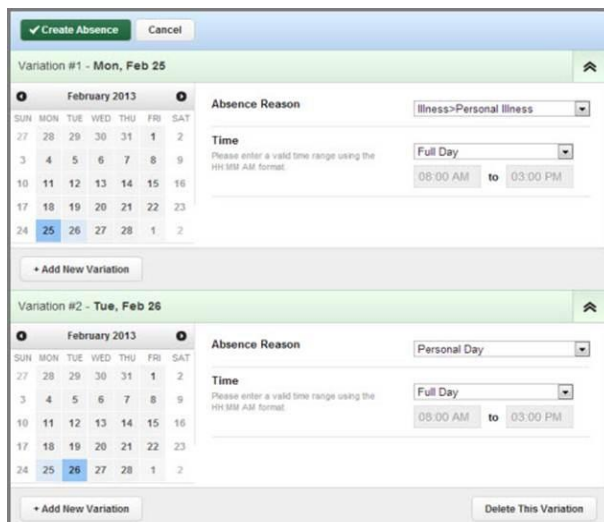 ✔Create Absence Cancel
Variation #1 - Mon, Feb 25
February 2013
SUN MON TUE WED THU FRI SAT
27 28 29 30 31 1 2
3 4 5 6 7 8 9
10 11 12 13 14 15 16
17 18 19 20 21 22 23
24 25 26 27 28 1 2
Absence Reason
Illness>Personal Illness
Time
Please enter a valid time range using the
HH:MM AM format.
Full Day
08:00 AM to 03:00 PM
+ Add New Variation
Variation #2 - Tue, Feb 26
February 2013
SUN MON TUE WED THU FRI SAT
27 28 29 30 31 1 2
3 4 5 6 7 8 9
10 11 12 13 14 15 16
17 18 19 20 21 22 23
24 25 26 27 28 1 2
Absence Reason
Personal Day
Time
Please enter a valid time range using the
HH:MM AM format.
Full Day
08:00 AM to 03:00 PM
+ Add New Variation Delete This Variation